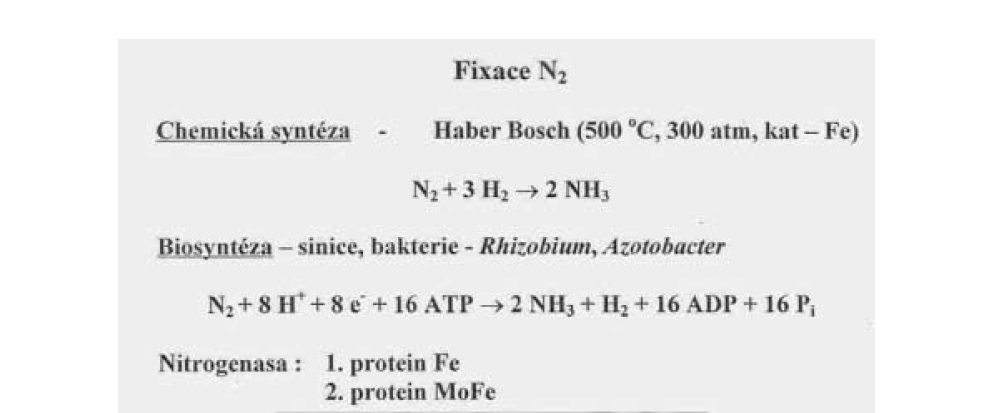 Fixace N₂
Chemická syntéza - Haber Bosch (500 °C, 300 atm, kat – Fe)
N₂ + 3 H₂ → 2 NH₃
Biosyntéza – sinice, bakterie - Rhizobium, Azotobacter
N₂ + 8 H⁺ + 8 e⁻ + 16 ATP → 2 NH₃ + H₂ + 16 ADP + 16 Pᵢ
Nitrogenasa : 1. protein Fe
2. protein MoFe